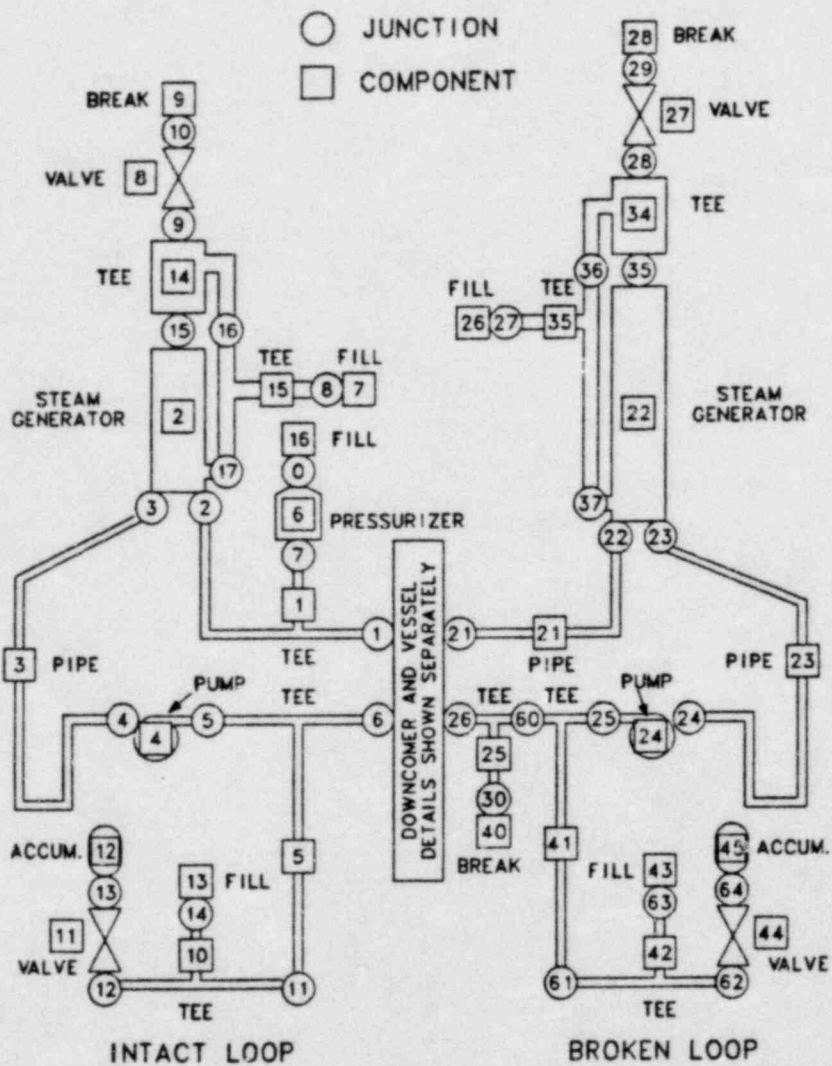 JUNCTION
COMPONENT
BREAK 9
10
VALVE 8
9
TEE 14
15 16
TEE FILL
15 8 7
STEAM
GENERATOR
2
17
3 2
16 FILL
0
6
PRESSURIZER
7
1
TEE
1
3 PIPE
PUMP
4 4 5
TEE
6
5
ACCUM. 12
13
11
VALVE
12
13 FILL
14
10
TEE
11
INTACT LOOP
DOWNCOMER AND VESSEL
DETAILS SHOWN SEPARATELY
28 BREAK
29
27 VALVE
28
34 TEE
36 35
FILL TEE
26 27 35
22
STEAM
GENERATOR
37
22 23
21 21
PIPE
PIPE 23
26
TEE
60
TEE
25
PUMP
24
24
25
30
40
BREAK
41
FILL 43
63
42
45 ACCUM.
64
44
VALVE
61
TEE
62
BROKEN LOOP